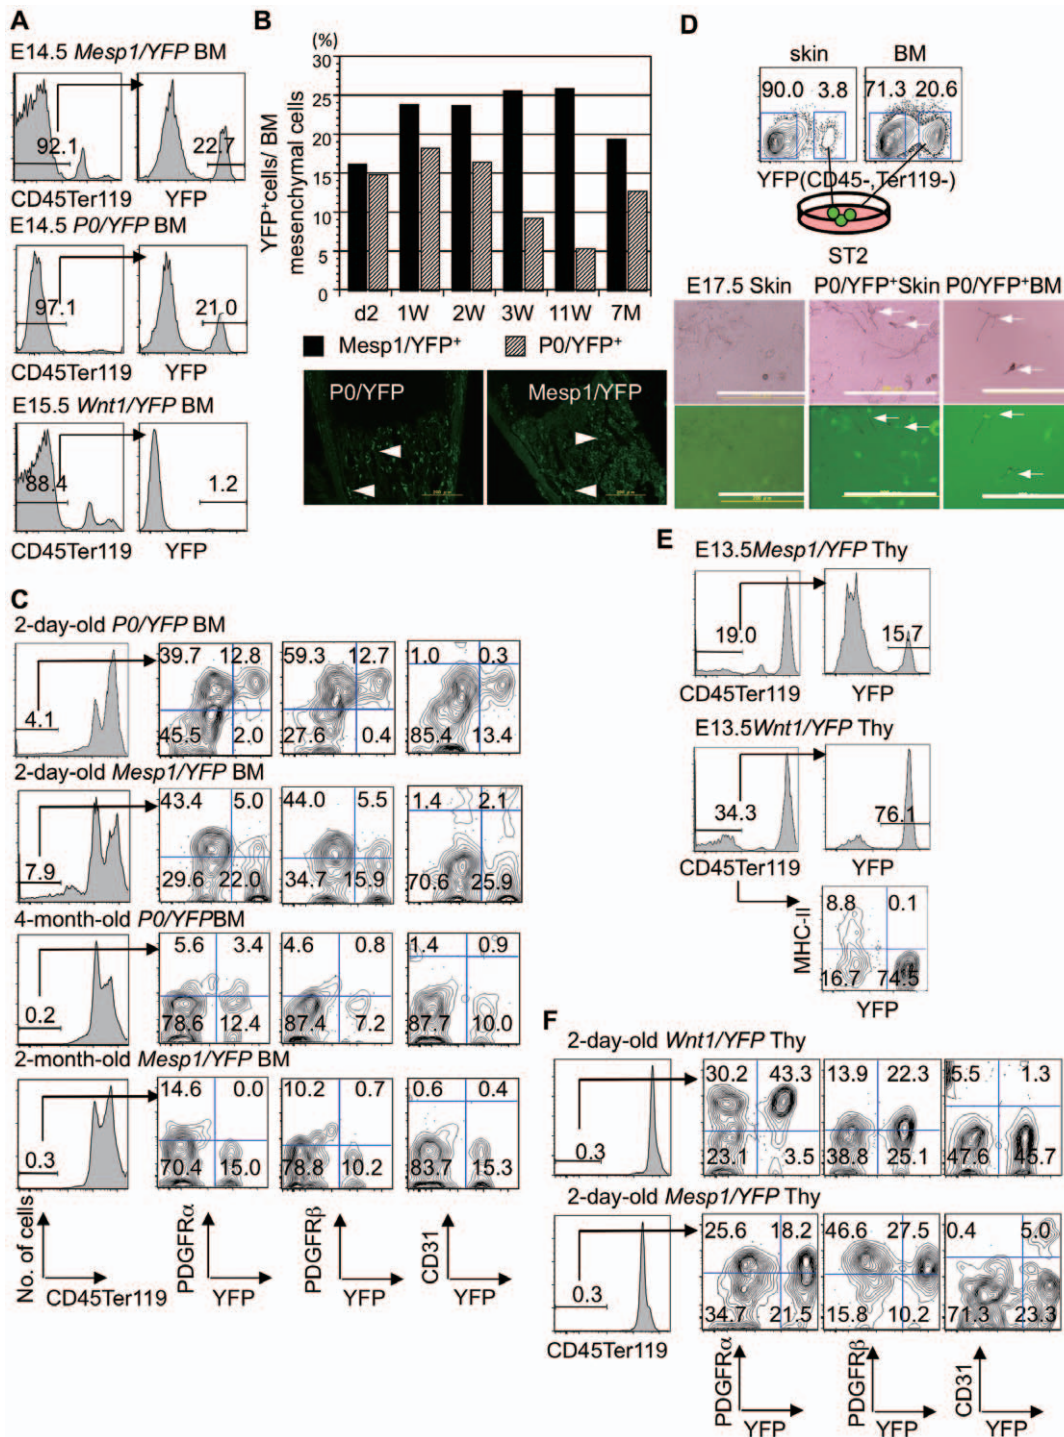 A
E14.5 Mesp1/YFP BM
92.1
22.7
CD45Ter119
YFP
E14.5 P0/YFP BM
97.1
21.0
CD45Ter119
YFP
E15.5 Wnt1/YFP BM
88.4
1.2
CD45Ter119
YFP
B
(%)
30
25
20
15
10
5
0
YFP+cells/ BM
mesenchymal cells
d2 1W 2W 3W 11W 7M
Mesp1/YFP+ P0/YFP+
P0/YFP Mesp1/YFP
C
2-day-old P0/YFP BM
4.1
39.7 12.8 59.3 12.7 1.0 0.3
45.5 2.0 27.6 0.4 85.4 13.4
2-day-old Mesp1/YFP BM
7.9
43.4 5.0 44.0 5.5 1.4 2.1
29.6 22.0 34.7 15.9 70.6 25.9
4-month-old P0/YFPBM
0.2
5.6 3.4 4.6 0.8 1.4 0.9
78.6 12.4 87.4 7.2 87.7 10.0
2-month-old Mesp1/YFP BM
0.3
14.6 0.0 10.2 0.7 0.6 0.4
70.4 15.0 78.8 10.2 83.7 15.3
No. of cells
CD45Ter119
PDGFRα
YFP
PDGFRβ
YFP
CD31
YFP
D
skin BM
90.0 3.8 71.3 20.6
YFP(CD45-,Ter119-)
ST2
E17.5 Skin P0/YFP+Skin P0/YFP+BM
E
E13.5Mesp1/YFP Thy
19.0
15.7
CD45Ter119
YFP
E13.5Wnt1/YFP Thy
34.3
76.1
CD45Ter119
YFP
MHC-II
8.8 0.1
16.7 74.5
YFP
F
2-day-old Wnt1/YFP Thy
0.3
30.2 43.3 13.9 22.3 5.5 1.3
23.1 3.5 38.8 25.1 47.6 45.7
2-day-old Mesp1/YFP Thy
0.3
25.6 18.2 46.6 27.5 0.4 5.0
34.7 21.5 15.8 10.2 71.3 23.3
CD45Ter119
PDGFRα
YFP
PDGFRβ
YFP
CD31
YFP